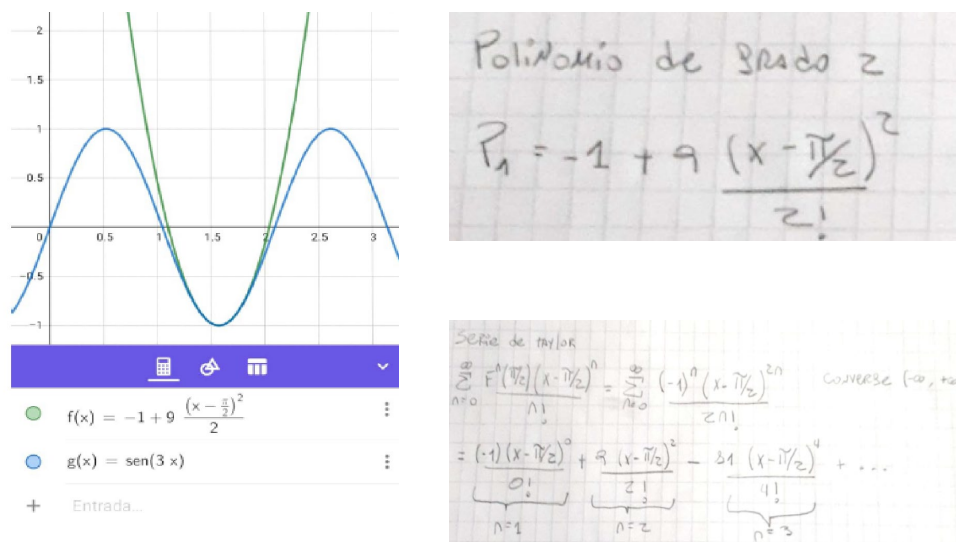 2
1.5
1
0.5
0 0.5 1 1.5 2 2.5 3
-0.5
-1
f(x) = -1 + 9 (x - π/2)² / 2
g(x) = sen(3 x)
+ Entrada...
Polinomio de grado 2
P₁ = -1 + 9 (x - π/2)² / 2!
Serie de taylor
∞ Σ n=0 Fⁿ(π/2)(x - π/2)ⁿ / n! = ∞ Σ n=0 (-1)ⁿ (x - π/2)²ⁿ / 2n! converge (-∞, +∞
= (-1)(x - π/2)⁰ / 0! + 9 (x - π/2)² / 2! - 81 (x - π/2)⁴ / 4! + ...
n=1 n=2 n=3